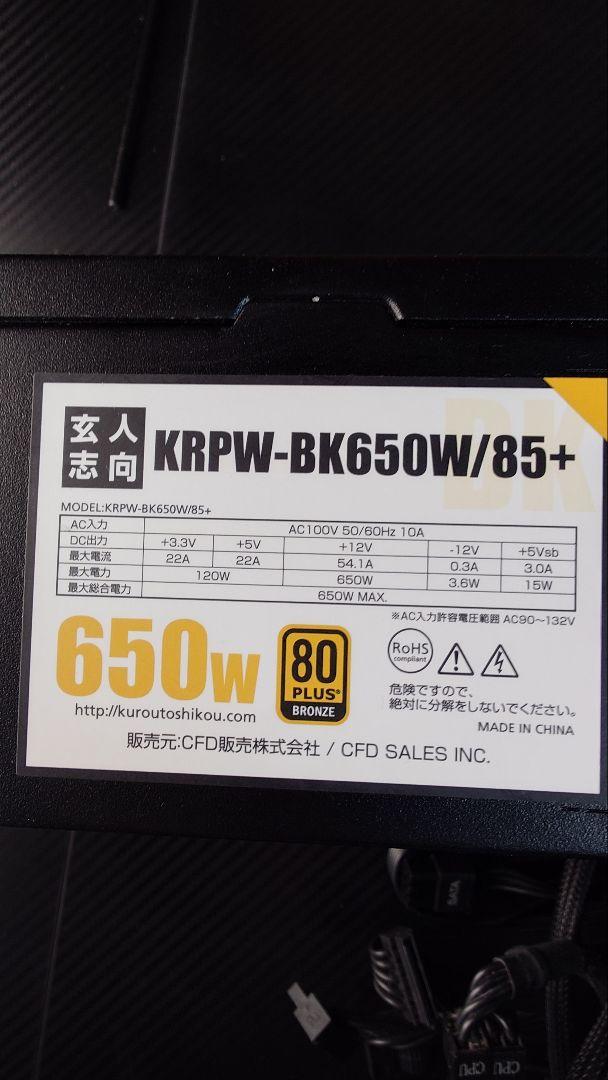 玄人
志向
KRPW-BK650W/85+
BK
MODEL:KRPW-BK650W/85+
AC入力 AC100V 50/60Hz 10A
DC出力 +3.3V +5V +12V -12V +5Vsb
最大電流 22A 22A 54.1A 0.3A 3.0A
最大電力 120W 650W 3.6W 15W
最大総合電力 650W MAX.
※AC入力許容電圧範囲 AC90～132V
650W
80
PLUS®
BRONZE
RoHS
compliant
危険ですので、
絶対に分解をしないでください。
http://kuroutoshikou.com
MADE IN CHINA
販売元:CFD販売株式会社 / CFD SALES INC.
SATA
CPU CPU